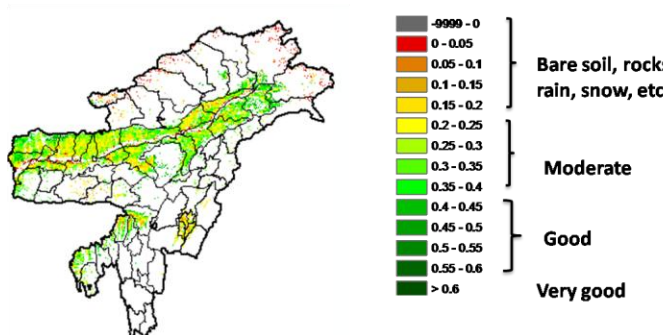 -9999 - 0
0 - 0.05
0.05 - 0.1
0.1 - 0.15
0.15 - 0.2
0.2 - 0.25
0.25 - 0.3
0.3 - 0.35
0.35 - 0.4
0.4 - 0.45
0.45 - 0.5
0.5 - 0.55
0.55 - 0.6
> 0.6
Bare soil, rocks
rain, snow, etc
Moderate
Good
Very good